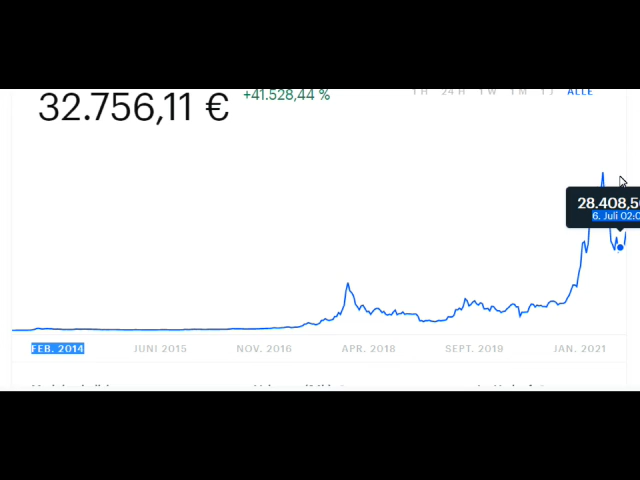 +41.528,44 %
1 H 24 H 1 W 1 M 1 J ALLE
32.756,11 €
28.408,5
6. Juli 02:0
FEB. 2014 JUNI 2015 NOV. 2016 APR. 2018 SEPT. 2019 JAN. 2021